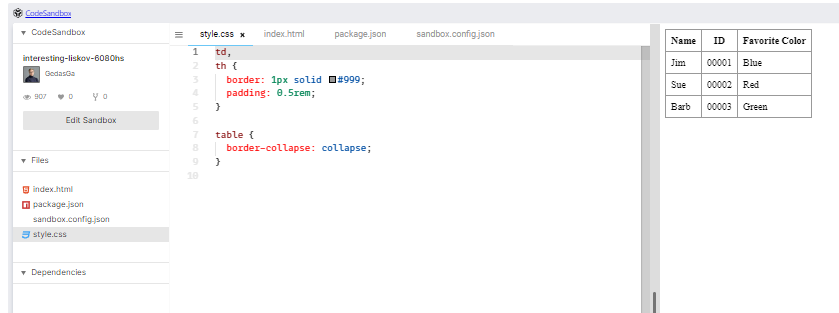 CodeSandbox
CodeSandbox
interesting-liskov-6080hs
GedasGa
907 0 0
Edit Sandbox
Files
index.html
package.json
sandbox.config.json
style.css
Dependencies
style.css x index.html package.json sandbox.config.json
1 td,
2 th {
3 border: 1px solid #999;
4 padding: 0.5rem;
5 }
6
7 table {
8 border-collapse: collapse;
9 }
10
Name ID Favorite Color
Jim 00001 Blue
Sue 00002 Red
Barb 00003 Green